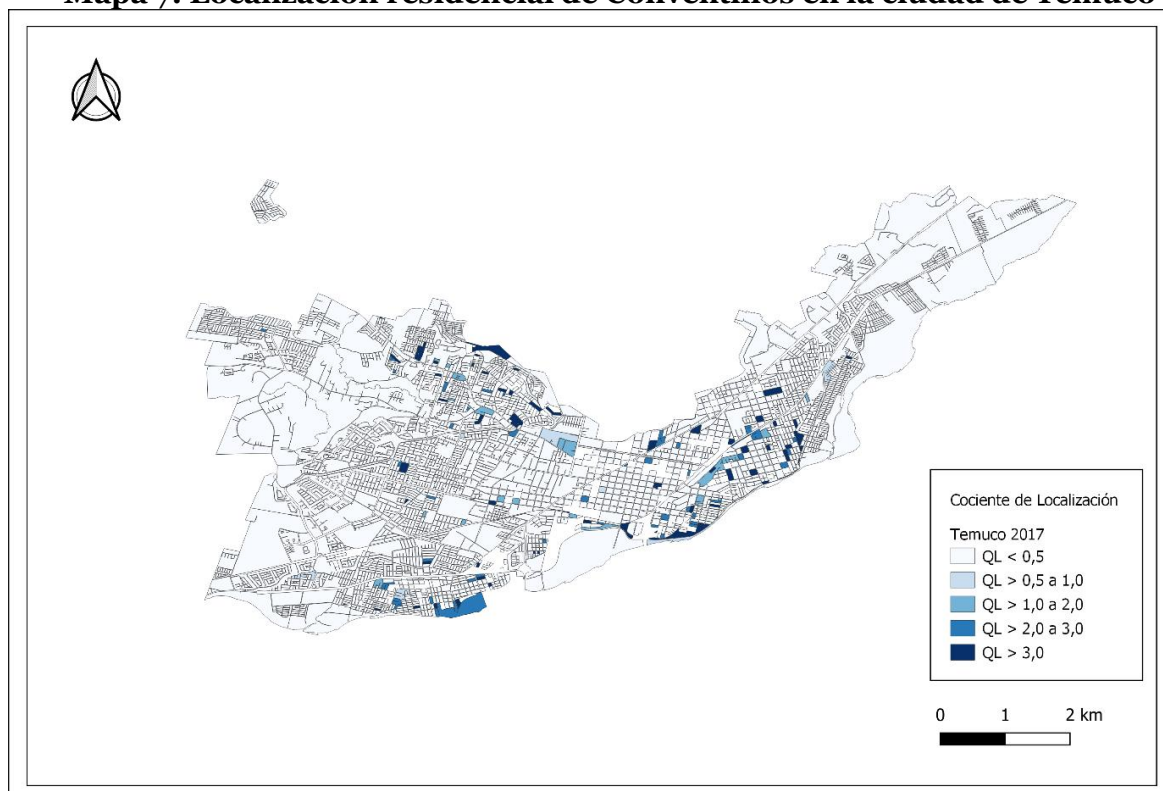 Mapa 7. Localización residencial de Conventillos en la ciudad de Temuco
Cociente de Localización
Temuco 2017
QL < 0,5
QL > 0,5 a 1,0
QL > 1,0 a 2,0
QL > 2,0 a 3,0
QL > 3,0
0 1 2 km